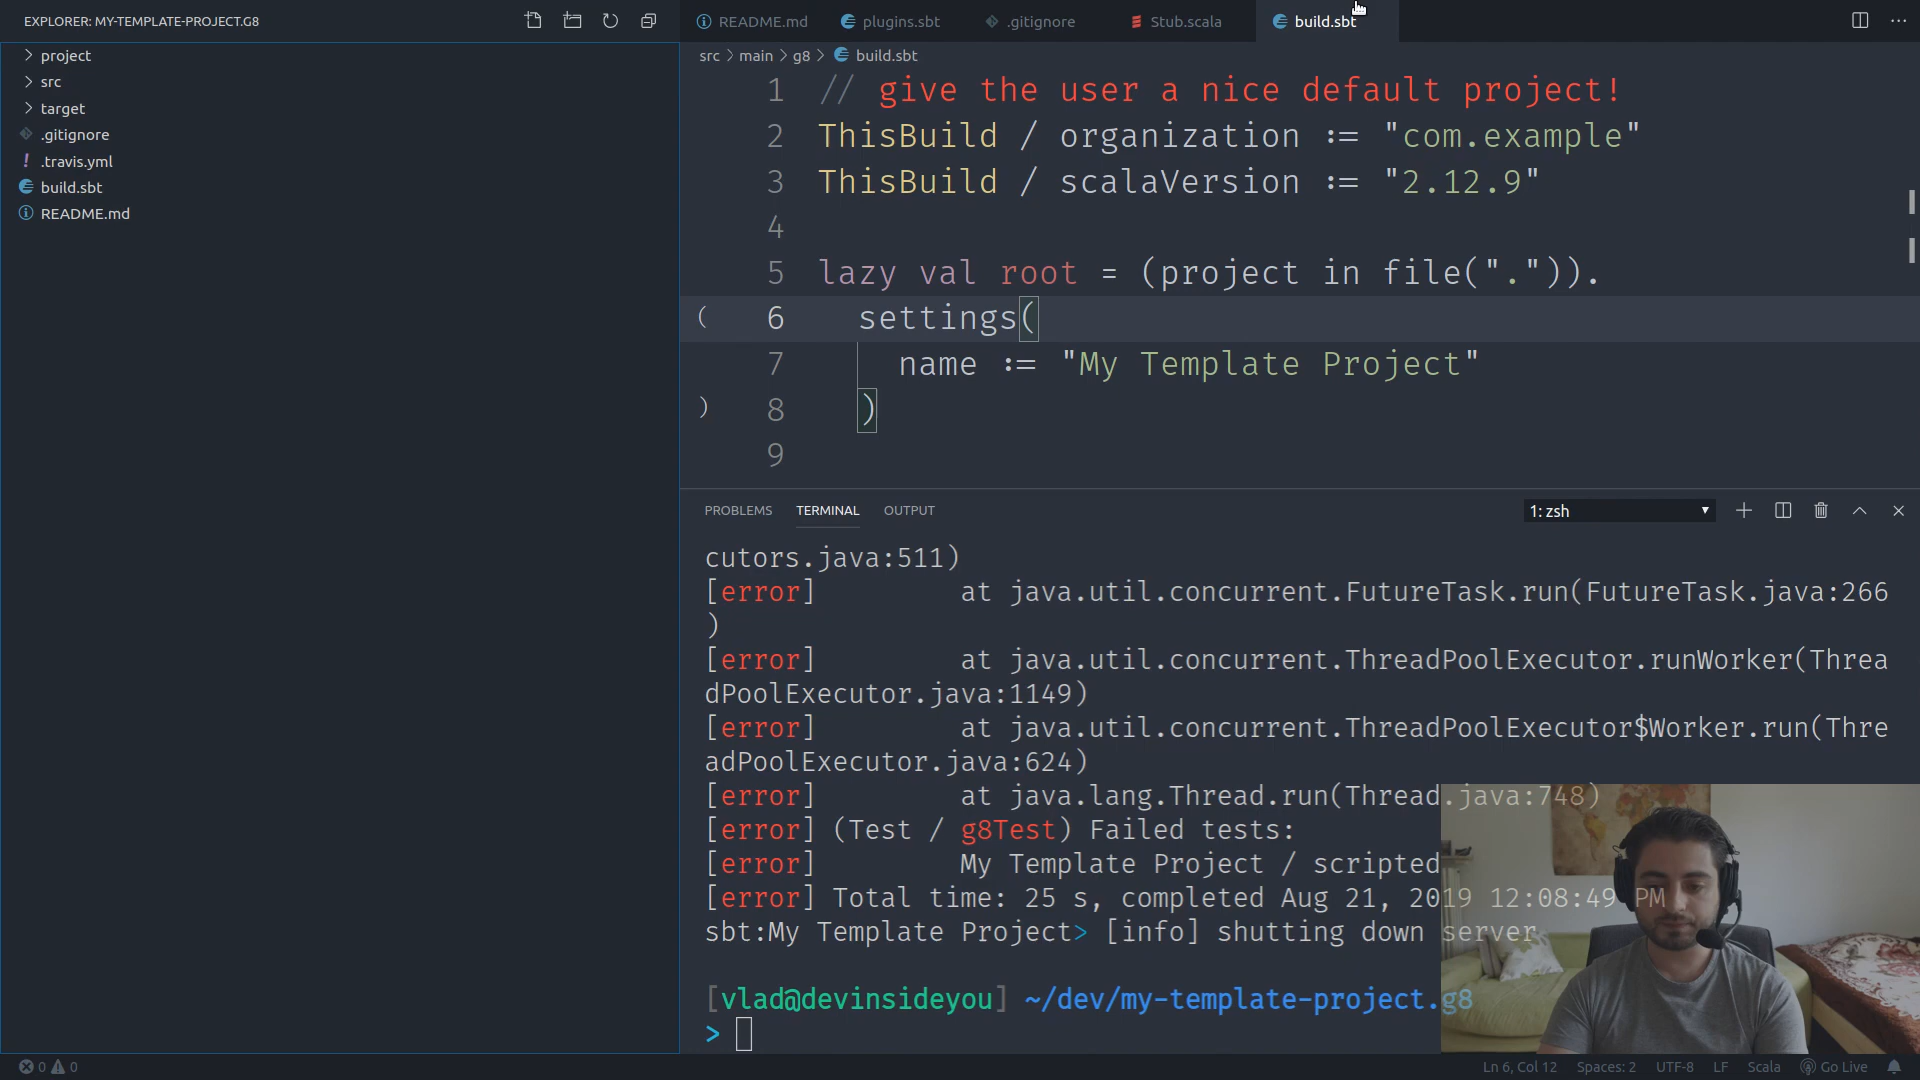 EXPLORER: MY-TEMPLATE-PROJECT.G8
project
src
target
.gitignore
.travis.yml
build.sbt
README.md
README.md plugins.sbt .gitignore Stub.scala build.sbt
src > main > g8 > build.sbt
1 // give the user a nice default project!
2 ThisBuild / organization := "com.example"
3 ThisBuild / scalaVersion := "2.12.9"
4
5 lazy val root = (project in file(".")).
( 6 settings(
7 name := "My Template Project"
) 8 )
9
PROBLEMS TERMINAL OUTPUT 1: zsh
cutors.java:511)
[error] at java.util.concurrent.FutureTask.run(FutureTask.java:266
)
[error] at java.util.concurrent.ThreadPoolExecutor.runWorker(Threa
dPoolExecutor.java:1149)
[error] at java.util.concurrent.ThreadPoolExecutor$Worker.run(Thre
adPoolExecutor.java:624)
[error] at java.lang.Thread.run(Thread.java:748)
[error] (Test / g8Test) Failed tests:
[error] My Template Project / scripted
[error] Total time: 25 s, completed Aug 21, 2019 12:08:49 PM
sbt:My Template Project> [info] shutting down server
[vlad@devinsideyou] ~/dev/my-template-project.g8
>
0 0 Ln 6, Col 12 Spaces: 2 UTF-8 LF Scala Go Live